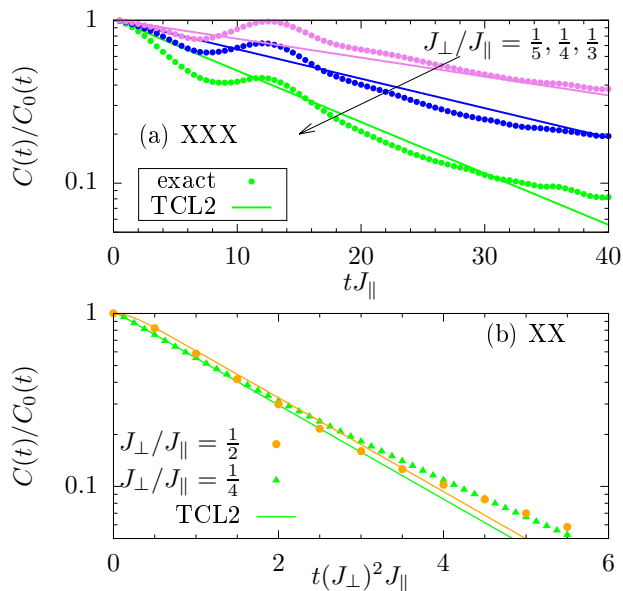 1
0.1
C(t)/C₀(t)
J⊥/J∥ = 1/5, 1/4, 1/3
(a) XXX
exact
TCL2
0 10 20 30 40
tJ∥
1
0.1
C(t)/C₀(t)
(b) XX
J⊥/J∥ = 1/2
J⊥/J∥ = 1/4
TCL2
0 2 4 6
t(J⊥)²J∥